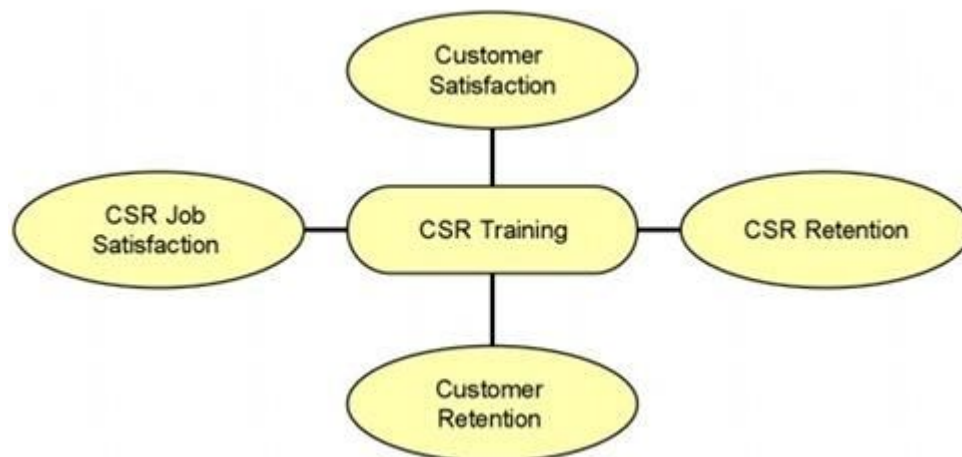 Customer
Satisfaction
CSR Job
Satisfaction
CSR Training
CSR Retention
Customer
Retention